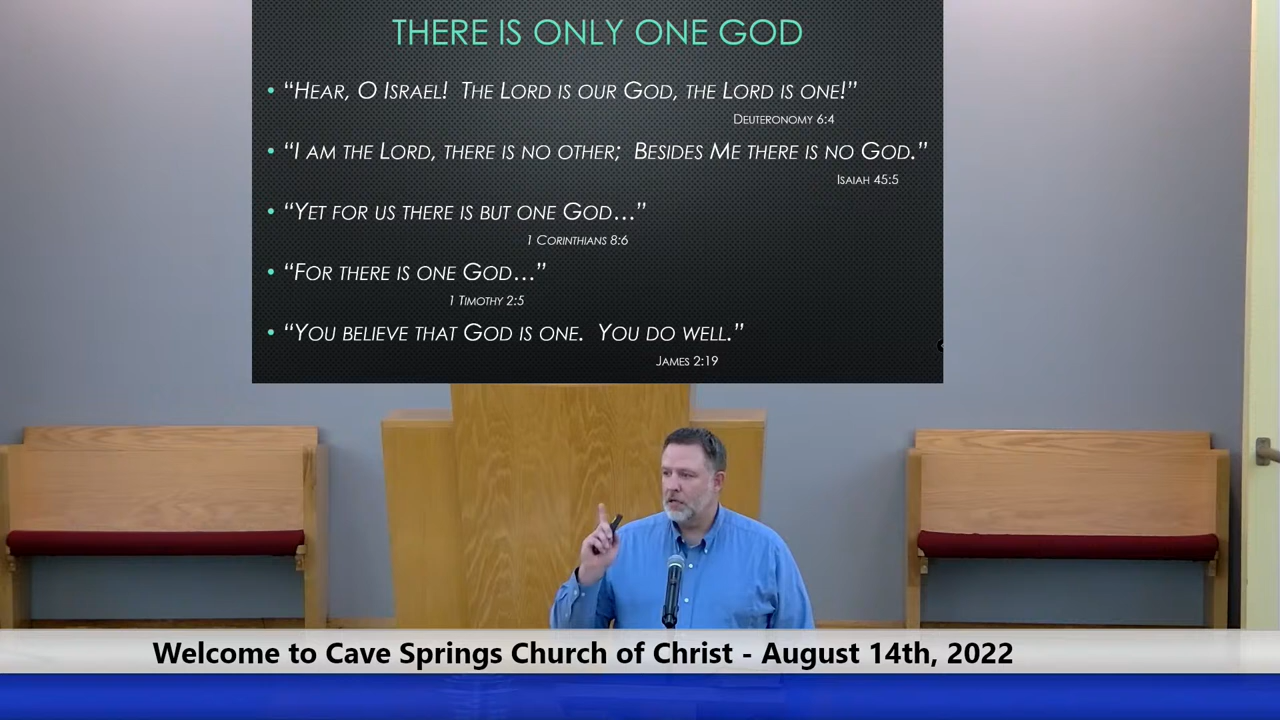 THERE IS ONLY ONE GOD
• “HEAR, O ISRAEL! THE LORD IS OUR GOD, THE LORD IS ONE!”
DEUTERONOMY 6:4
• “I AM THE LORD, THERE IS NO OTHER; BESIDES ME THERE IS NO GOD.”
ISAIAH 45:5
• “YET FOR US THERE IS BUT ONE GOD…”
1 CORINTHIANS 8:6
• “FOR THERE IS ONE GOD…”
1 TIMOTHY 2:5
• “YOU BELIEVE THAT GOD IS ONE. YOU DO WELL.”
JAMES 2:19
Welcome to Cave Springs Church of Christ - August 14th, 2022